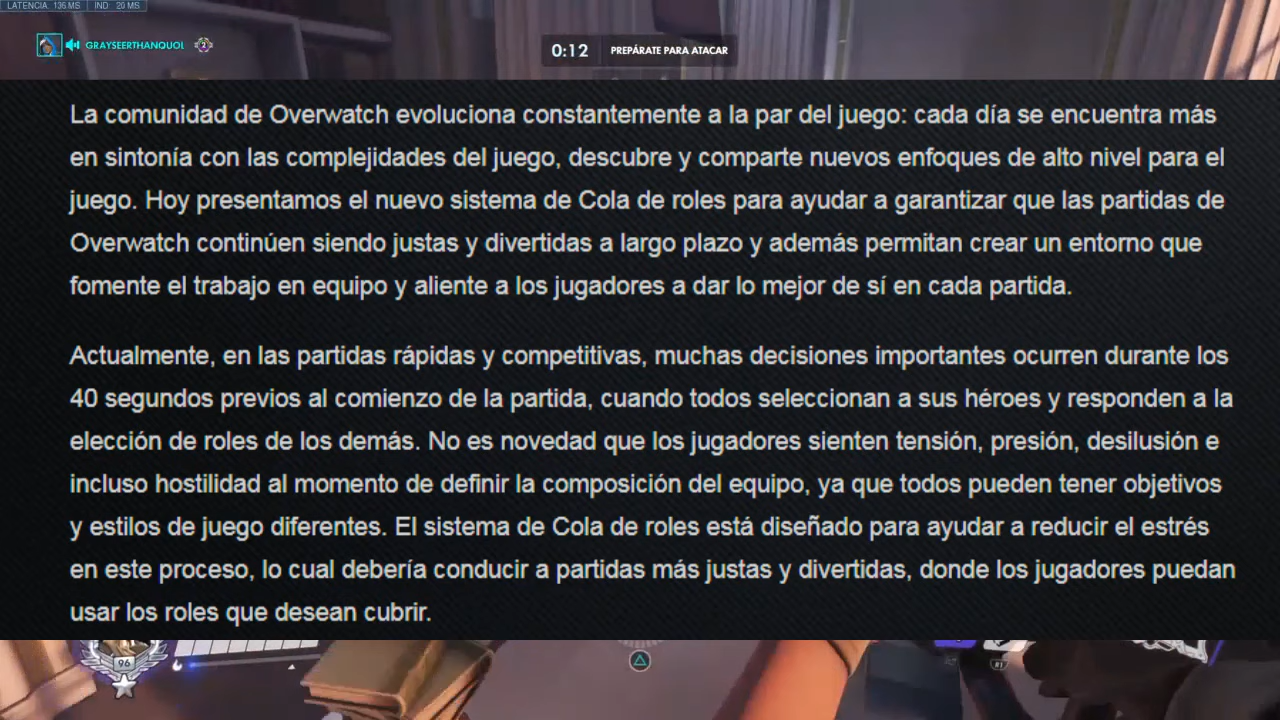 LATENCIA: 135 MS IND: 20 MS
GRAYSEERTHANQUOL 2
0:12 PREPÁRATE PARA ATACAR
La comunidad de Overwatch evoluciona constantemente a la par del juego: cada día se encuentra más
en sintonía con las complejidades del juego, descubre y comparte nuevos enfoques de alto nivel para el
juego. Hoy presentamos el nuevo sistema de Cola de roles para ayudar a garantizar que las partidas de
Overwatch continúen siendo justas y divertidas a largo plazo y además permitan crear un entorno que
fomente el trabajo en equipo y aliente a los jugadores a dar lo mejor de sí en cada partida.
Actualmente, en las partidas rápidas y competitivas, muchas decisiones importantes ocurren durante los
40 segundos previos al comienzo de la partida, cuando todos seleccionan a sus héroes y responden a la
elección de roles de los demás. No es novedad que los jugadores sienten tensión, presión, desilusión e
incluso hostilidad al momento de definir la composición del equipo, ya que todos pueden tener objetivos
y estilos de juego diferentes. El sistema de Cola de roles está diseñado para ayudar a reducir el estrés
en este proceso, lo cual debería conducir a partidas más justas y divertidas, donde los jugadores puedan
usar los roles que desean cubrir.
96
R1